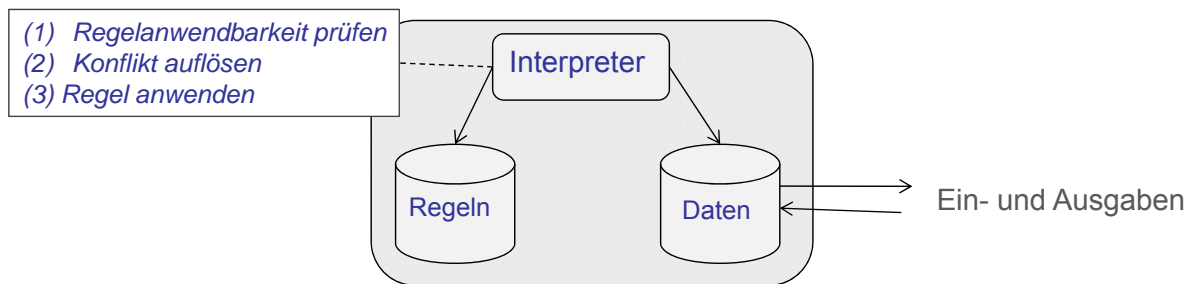 (1) Regelanwendbarkeit prüfen
(2) Konflikt auflösen
(3) Regel anwenden
Interpreter
Regeln
Daten
Ein- und Ausgaben